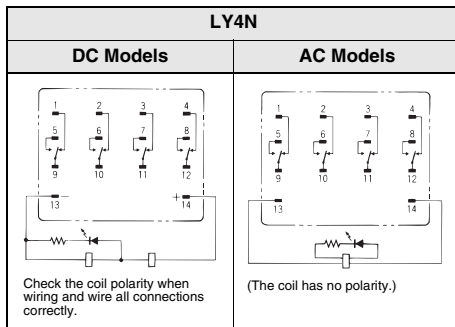 LY4N
DC Models
AC Models
1 2 3 4
5 6 7 8
9 10 11 12
13 − + 14
Check the coil polarity when
wiring and wire all connections
correctly.
1 2 3 4
5 6 7 8
9 10 11 12
13 14
(The coil has no polarity.)